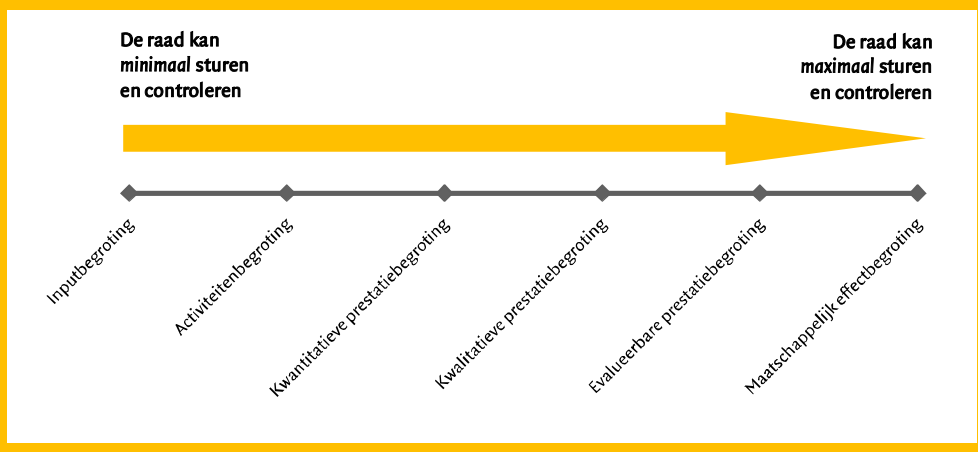 De raad kan
minimaal sturen
en controleren
De raad kan
maximaal sturen
en controleren
Inputbegroting
Activiteitenbegroting
Kwantitatieve prestatiebegroting
Kwalitatieve prestatiebegroting
Evalueerbare prestatiebegroting
Maatschappelijk effectbegroting